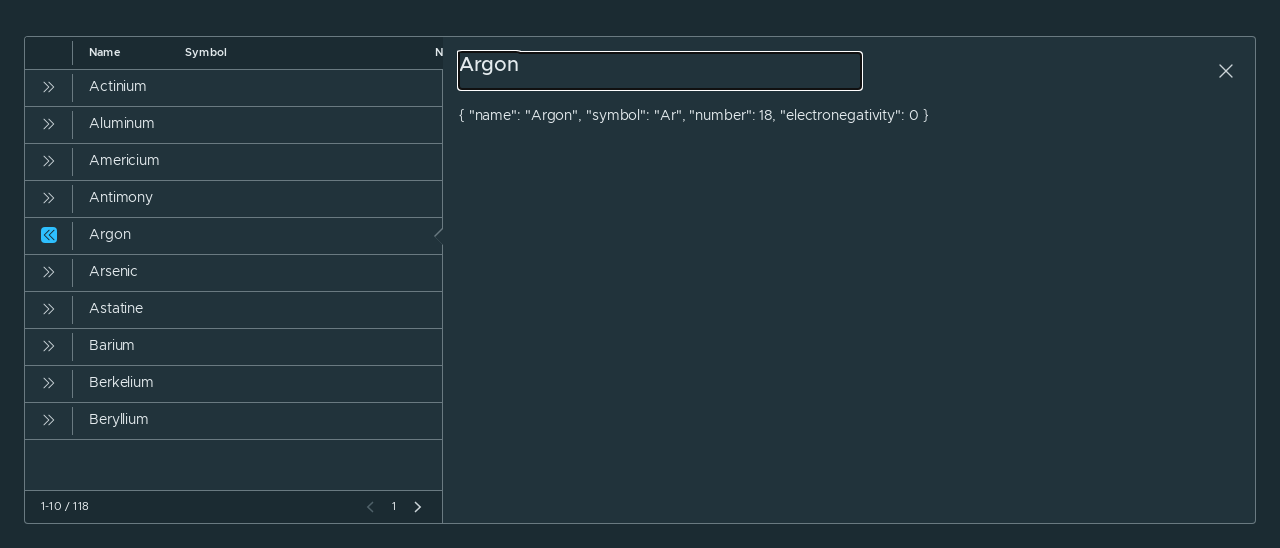 Name Symbol N
Actinium
Aluminum
Americium
Antimony
Argon
Arsenic
Astatine
Barium
Berkelium
Beryllium
1-10 / 118
1
Argon
{ "name": "Argon", "symbol": "Ar", "number": 18, "electronegativity": 0 }